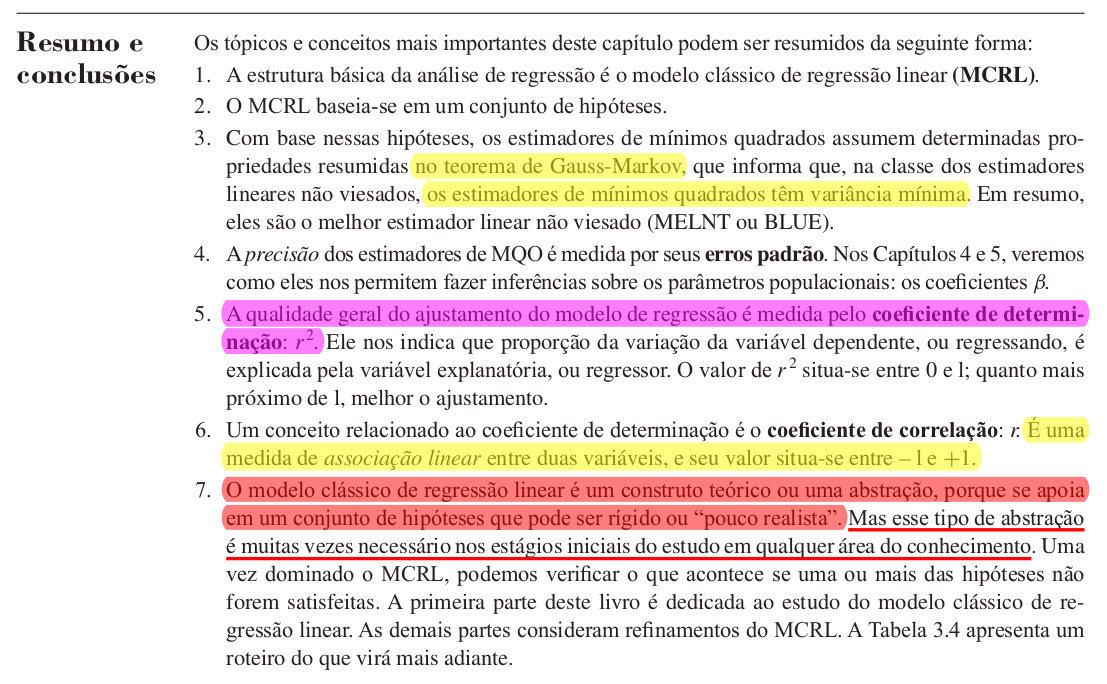 Resumo e
conclusões
Os tópicos e conceitos mais importantes deste capítulo podem ser resumidos da seguinte forma:
1. A estrutura básica da análise de regressão é o modelo clássico de regressão linear (MCRL).
2. O MCRL baseia-se em um conjunto de hipóteses.
3. Com base nessas hipóteses, os estimadores de mínimos quadrados assumem determinadas pro-
priedades resumidas no teorema de Gauss-Markov, que informa que, na classe dos estimadores
lineares não viesados, os estimadores de mínimos quadrados têm variância mínima. Em resumo,
eles são o melhor estimador linear não viesado (MELNT ou BLUE).
4. A precisão dos estimadores de MQO é medida por seus erros padrão. Nos Capítulos 4 e 5, veremos
como eles nos permitem fazer inferências sobre os parâmetros populacionais: os coeficientes β.
5. A qualidade geral do ajustamento do modelo de regressão é medida pelo coeficiente de determi-
nação: r². Ele nos indica que proporção da variação da variável dependente, ou regressando, é
explicada pela variável explanatória, ou regressor. O valor de r² situa-se entre 0 e l; quanto mais
próximo de l, melhor o ajustamento.
6. Um conceito relacionado ao coeficiente de determinação é o coeficiente de correlação: r. É uma
medida de associação linear entre duas variáveis, e seu valor situa-se entre – l e +1.
7. O modelo clássico de regressão linear é um construto teórico ou uma abstração, porque se apoia
em um conjunto de hipóteses que pode ser rígido ou “pouco realista”. Mas esse tipo de abstração
é muitas vezes necessário nos estágios iniciais do estudo em qualquer área do conhecimento. Uma
vez dominado o MCRL, podemos verificar o que acontece se uma ou mais das hipóteses não
forem satisfeitas. A primeira parte deste livro é dedicada ao estudo do modelo clássico de re-
gressão linear. As demais partes consideram refinamentos do MCRL. A Tabela 3.4 apresenta um
roteiro do que virá mais adiante.